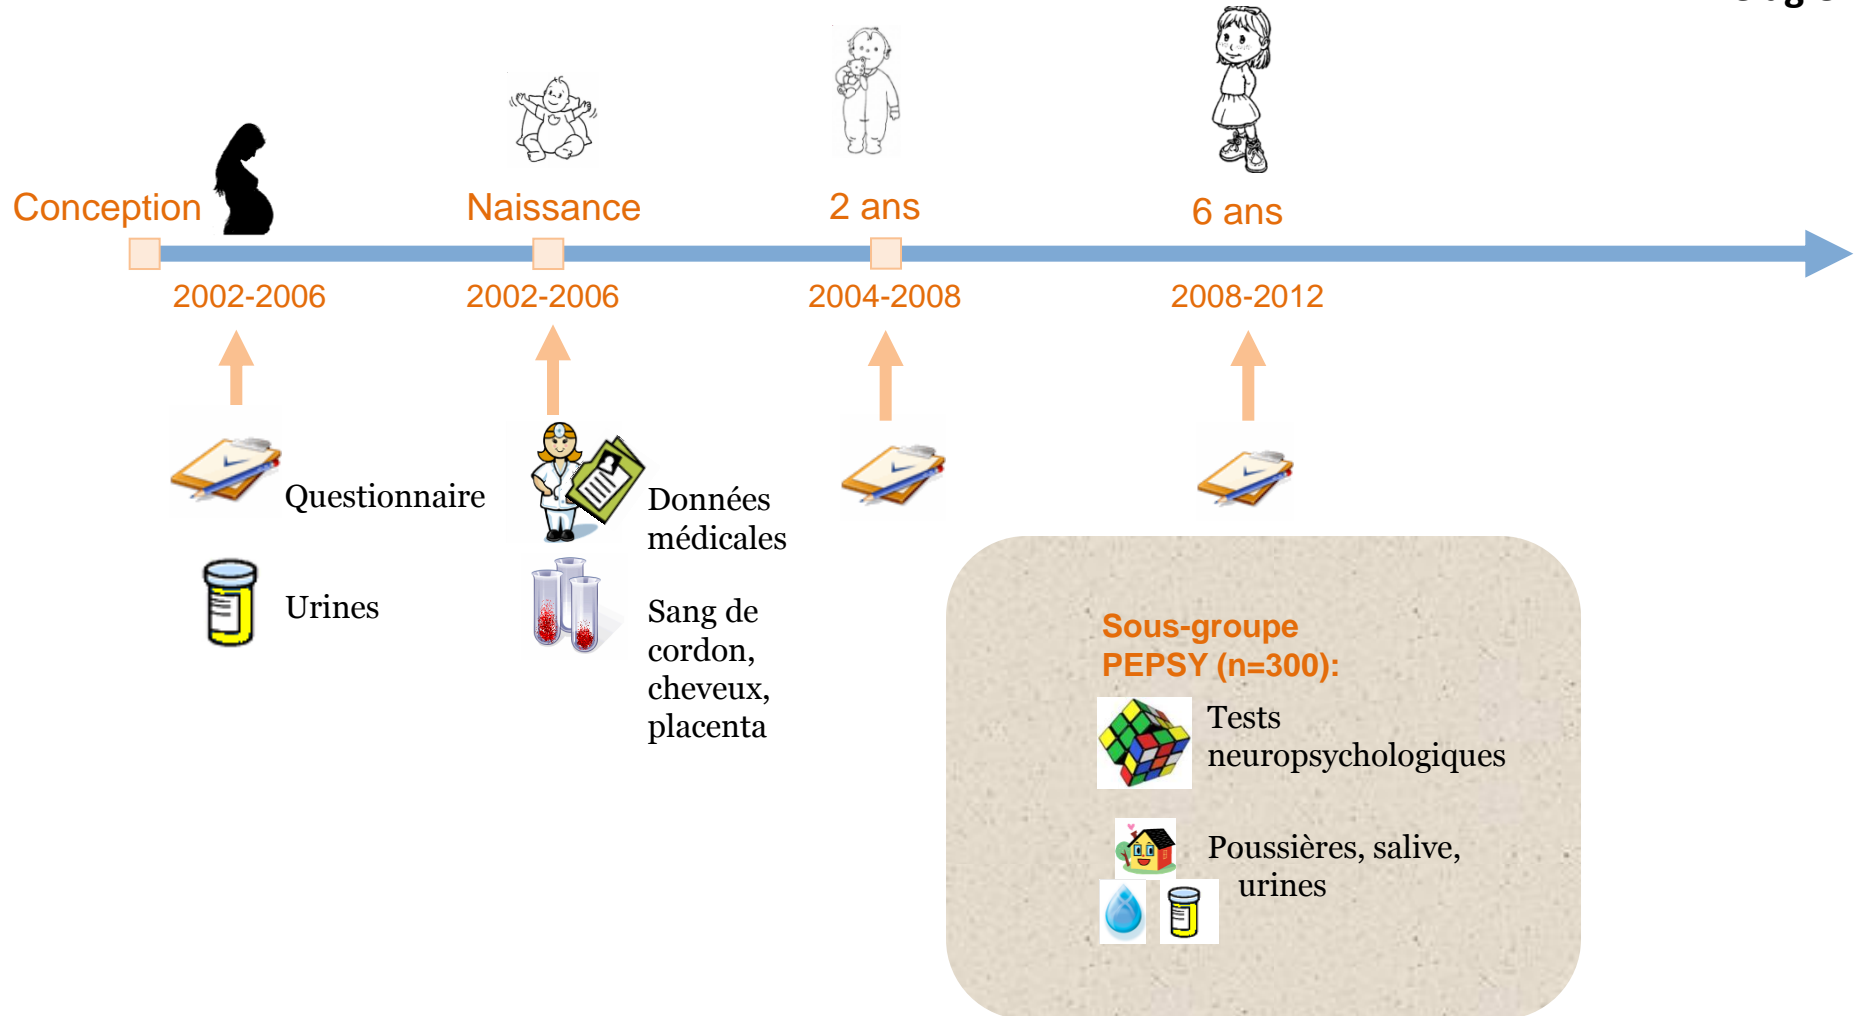 Conception
Naissance
2 ans
6 ans
2002-2006
2002-2006
2004-2008
2008-2012
Questionnaire
Urines
Données
médicales
Sang de
cordon,
cheveux,
placenta
Sous-groupe
PEPSY (n=300):
Tests
neuropsychologiques
Poussières, salive,
urines